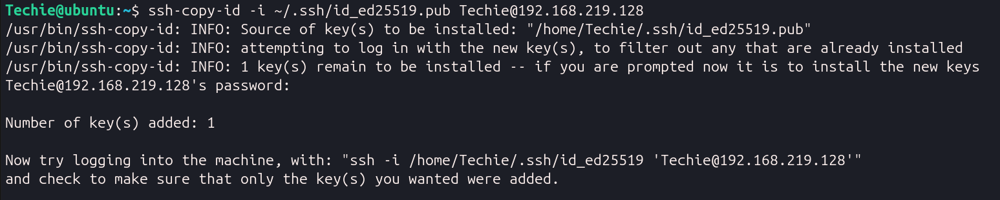 Techie@ubuntu:~$ ssh-copy-id -i ~/.ssh/id_ed25519.pub Techie@192.168.219.128
/usr/bin/ssh-copy-id: INFO: Source of key(s) to be installed: "/home/Techie/.ssh/id_ed25519.pub"
/usr/bin/ssh-copy-id: INFO: attempting to log in with the new key(s), to filter out any that are already installed
/usr/bin/ssh-copy-id: INFO: 1 key(s) remain to be installed -- if you are prompted now it is to install the new keys
Techie@192.168.219.128's password:
Number of key(s) added: 1
Now try logging into the machine, with: "ssh -i /home/Techie/.ssh/id_ed25519 'Techie@192.168.219.128'"
and check to make sure that only the key(s) you wanted were added.